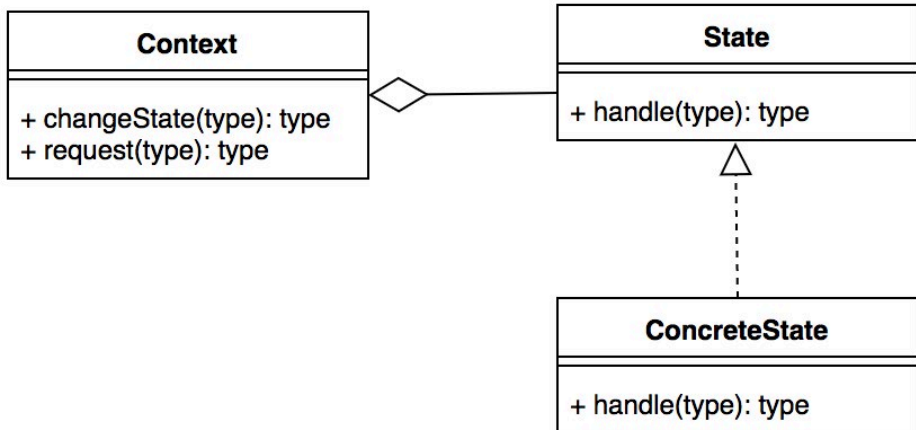 Context
+ changeState(type): type
+ request(type): type
State
+ handle(type): type
ConcreteState
+ handle(type): type